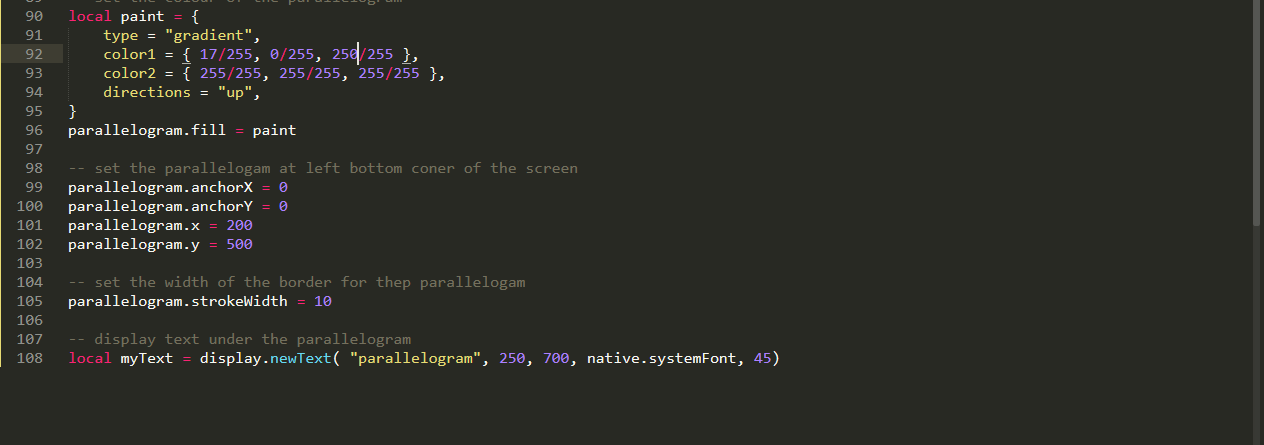 89 -- set the colour of the parallelogram
90 local paint = {
91 type = "gradient",
92 color1 = { 17/255, 0/255, 250/255 },
93 color2 = { 255/255, 255/255, 255/255 },
94 directions = "up",
95 }
96 parallelogram.fill = paint
97
98 -- set the parallelogam at left bottom coner of the screen
99 parallelogram.anchorX = 0
100 parallelogram.anchorY = 0
101 parallelogram.x = 200
102 parallelogram.y = 500
103
104 -- set the width of the border for thep parallelogam
105 parallelogram.strokeWidth = 10
106
107 -- display text under the parallelogram
108 local myText = display.newText( "parallelogram", 250, 700, native.systemFont, 45)